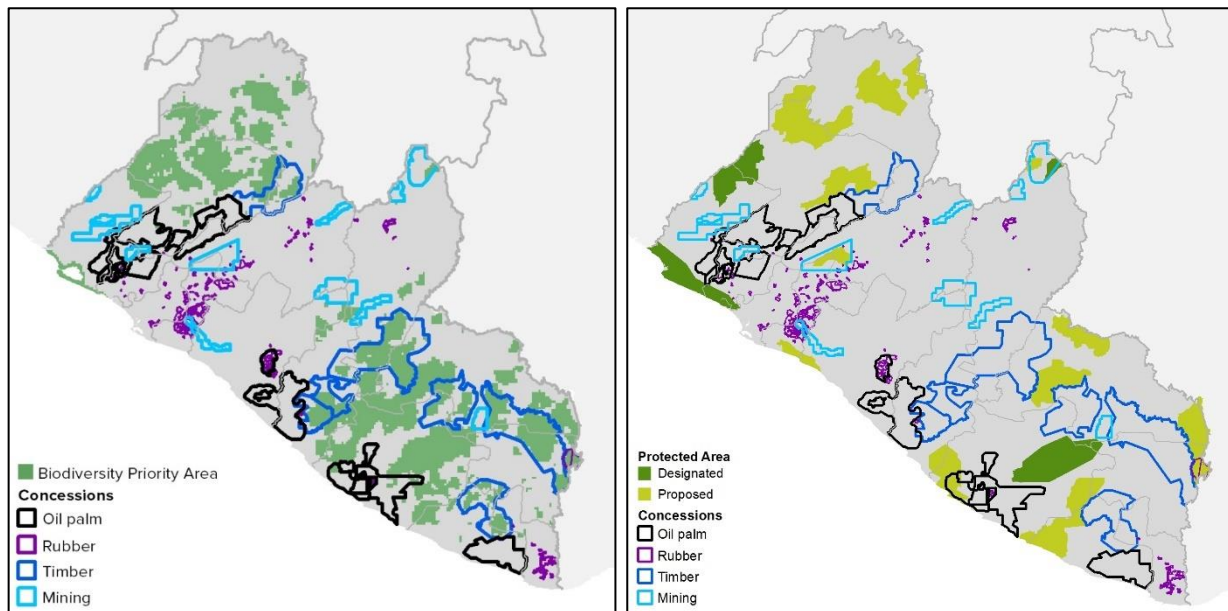 Biodiversity Priority Area
Concessions
Oil palm
Rubber
Timber
Mining
Protected Area
Designated
Proposed
Concessions
Oil palm
Rubber
Timber
Mining